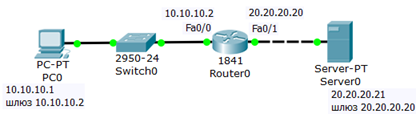 10.10.10.2
20.20.20.20
Fa0/0
Fa0/1
PC-PT
PC0
2950-24
Switch0
1841
Router0
Server-PT
Server0
10.10.10.1
шлюз 10.10.10.2
20.20.20.21
шлюз 20.20.20.20